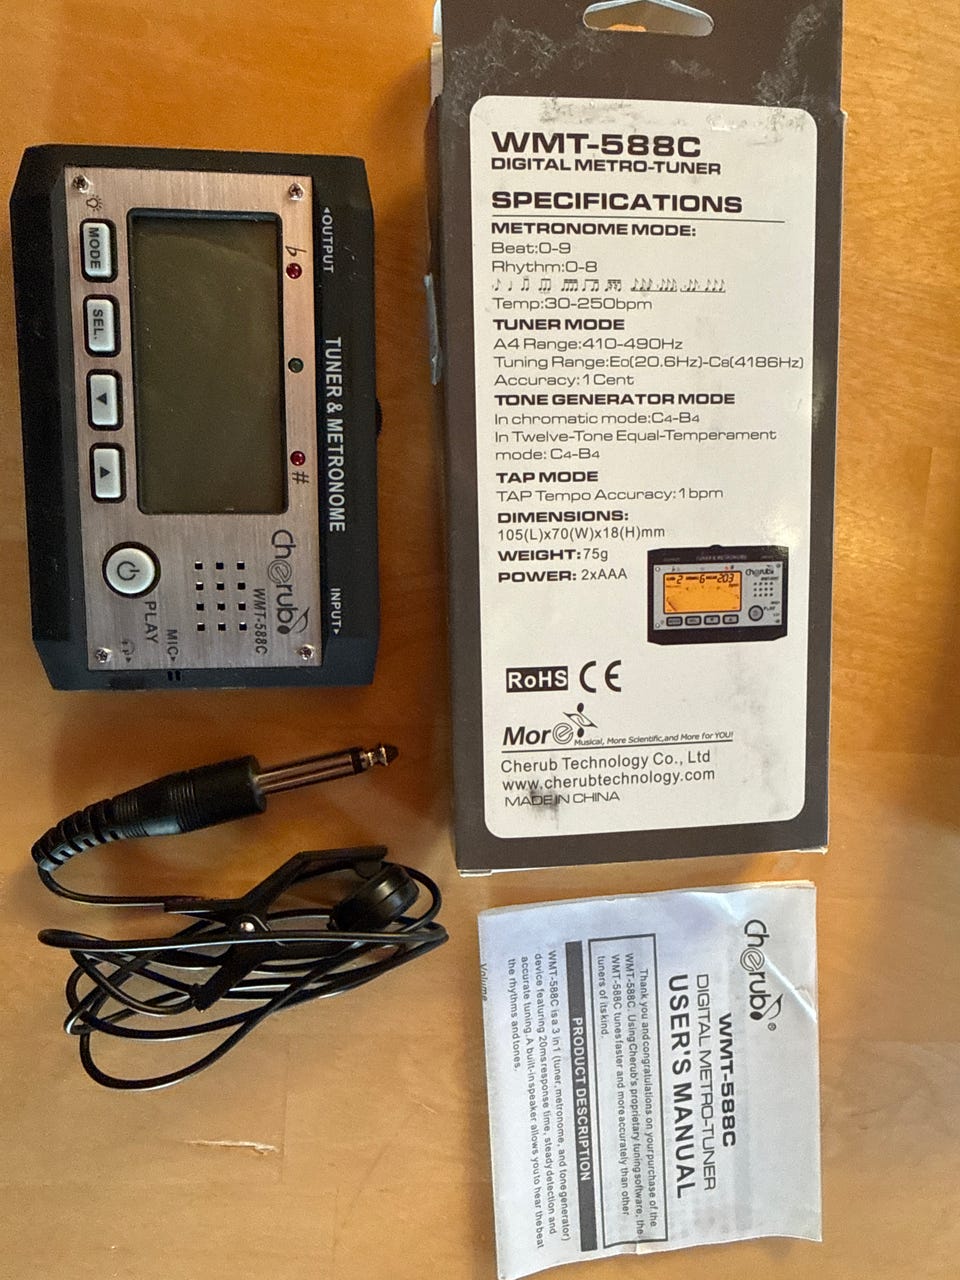 WMT-588C
DIGITAL METRO-TUNER
SPECIFICATIONS
METRONOME MODE:
Beat:0-9
Rhythm:0-8
Temp:30-250bpm
TUNER MODE
A4 Range:410-490Hz
Tuning Range:E0(20.6Hz)-C8(4186Hz)
Accuracy:1Cent
TONE GENERATOR MODE
In chromatic mode:C4-B4
In Twelve-Tone Equal-Temperament
mode: C4-B4
TAP MODE
TAP Tempo Accuracy:1bpm
DIMENSIONS:
105(L)x70(W)x18(H)mm
WEIGHT:75g
POWER: 2xAAA
RoHS CE
More
Musical, More Scientific,and More for YOU!
Cherub Technology Co., Ltd
www.cherubtechnology.com
MADE IN CHINA
◂OUTPUT
TUNER & METRONOME
INPUT▸
♭
#
Cherub
WMT-588C
MODE
SEL.
▼
▲
PLAY
MIC▸
Cherub®
WMT-588C
DIGITAL METRO-TUNER
USER'S MANUAL
Thank you and congratulations on your purchase of the
WMT-588C. Using Cherub's proprietary tuning software, the
WMT-588C tunes faster and more accurately than other
tuners of its kind.
PRODUCT DESCRIPTION
WMT-588C is a 3 in 1 (tuner, metronome, and tone generator)
device featuring 20ms response time, steady detection and
accurate tuning. A built-in speaker allows you to hear the beat
the rhythms and tones.
Volume